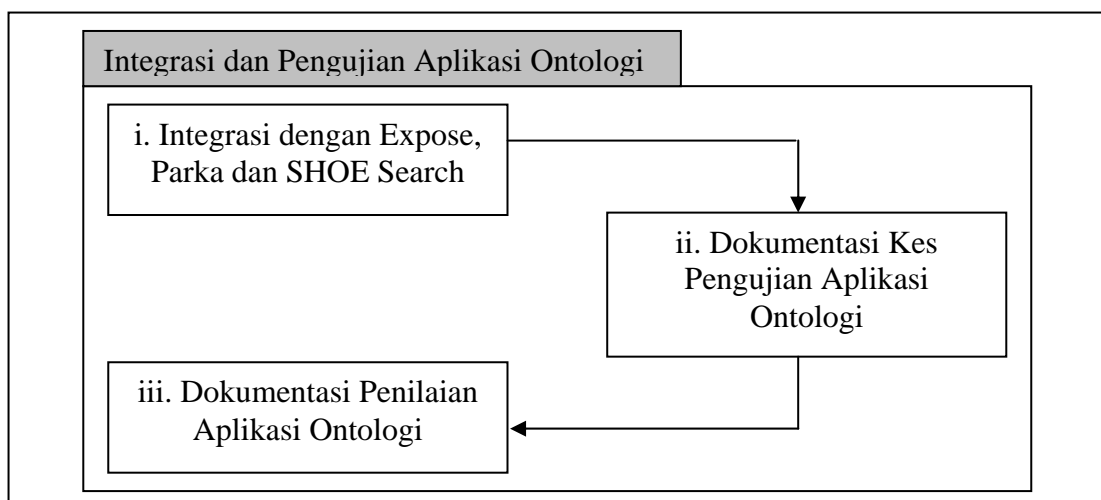 Integrasi dan Pengujian Aplikasi Ontologi
i. Integrasi dengan Expose,
Parka dan SHOE Search
ii. Dokumentasi Kes
Pengujian Aplikasi
Ontologi
iii. Dokumentasi Penilaian
Aplikasi Ontologi